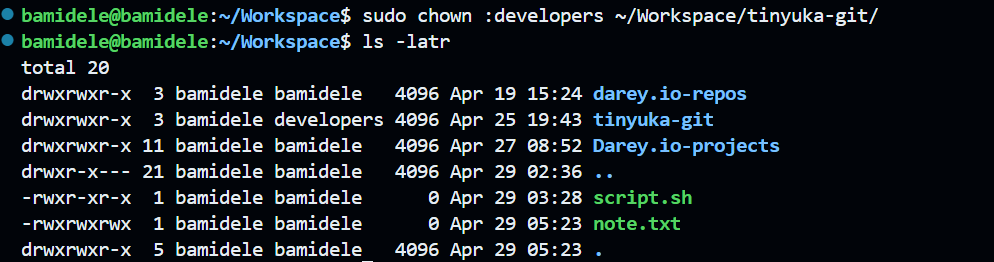 bamidele@bamidele:~/Workspace$ sudo chown :developers ~/Workspace/tinyuka-git/
bamidele@bamidele:~/Workspace$ ls -latr
total 20
drwxrwxr-x  3 bamidele bamidele   4096 Apr 19 15:24 darey.io-repos
drwxrwxr-x  3 bamidele developers 4096 Apr 25 19:43 tinyuka-git
drwxrwxr-x 11 bamidele bamidele   4096 Apr 27 08:52 Darey.io-projects
drwxr-x--- 21 bamidele bamidele   4096 Apr 29 02:36 ..
-rwxr-xr-x  1 bamidele bamidele      0 Apr 29 03:28 script.sh
-rwxrwxrwx  1 bamidele bamidele      0 Apr 29 05:23 note.txt
drwxrwxr-x  5 bamidele bamidele   4096 Apr 29 05:23 .